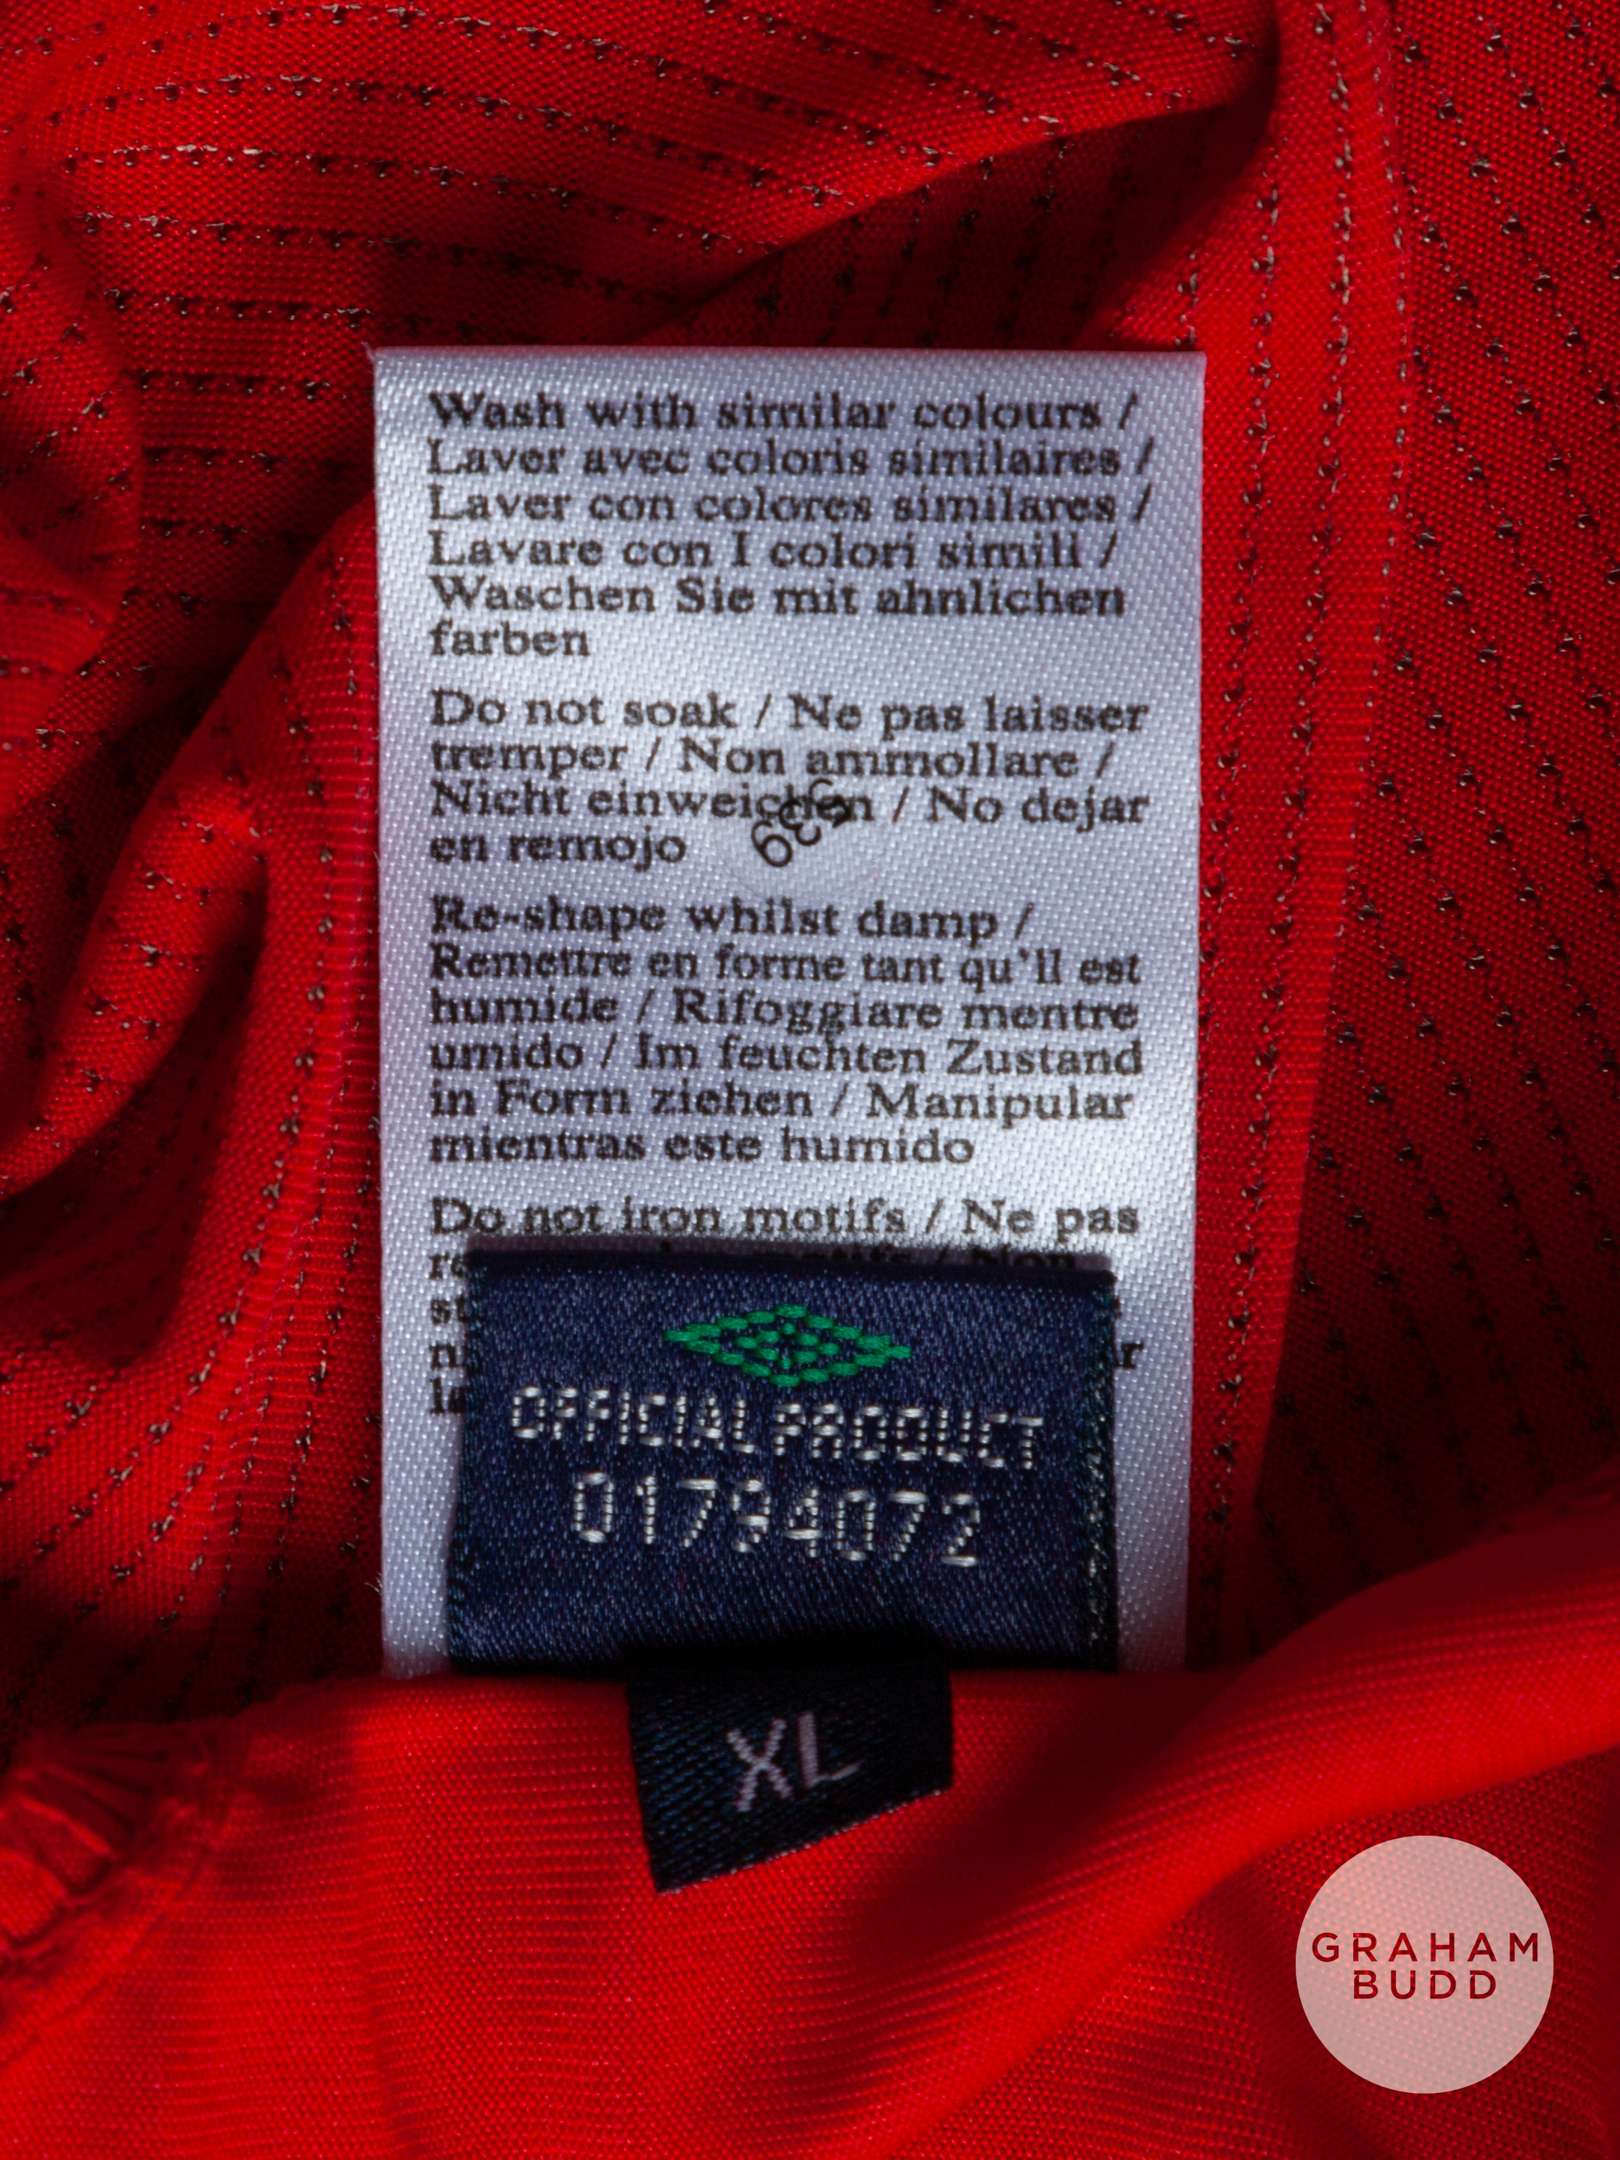 Wash with similar colours /
Laver avec coloris similaires /
Laver con colores similares /
Lavare con I colori simili /
Waschen Sie mit ahnlichen
farben
Do not soak / Ne pas laisser
tremper / Non ammollare /
Nicht einweichen / No dejar
en remojo
Re-shape whilst damp /
Remettre en forme tant qu'il est
humide / Rifoggiare mentre
umido / Im feuchten Zustand
in Form ziehen / Manipular
mientras este humido
Do not iron motifs / Ne pas
motifs / Non
OFFICIAL PRODUCT
01794072
XL
GRAHAM
BUDD